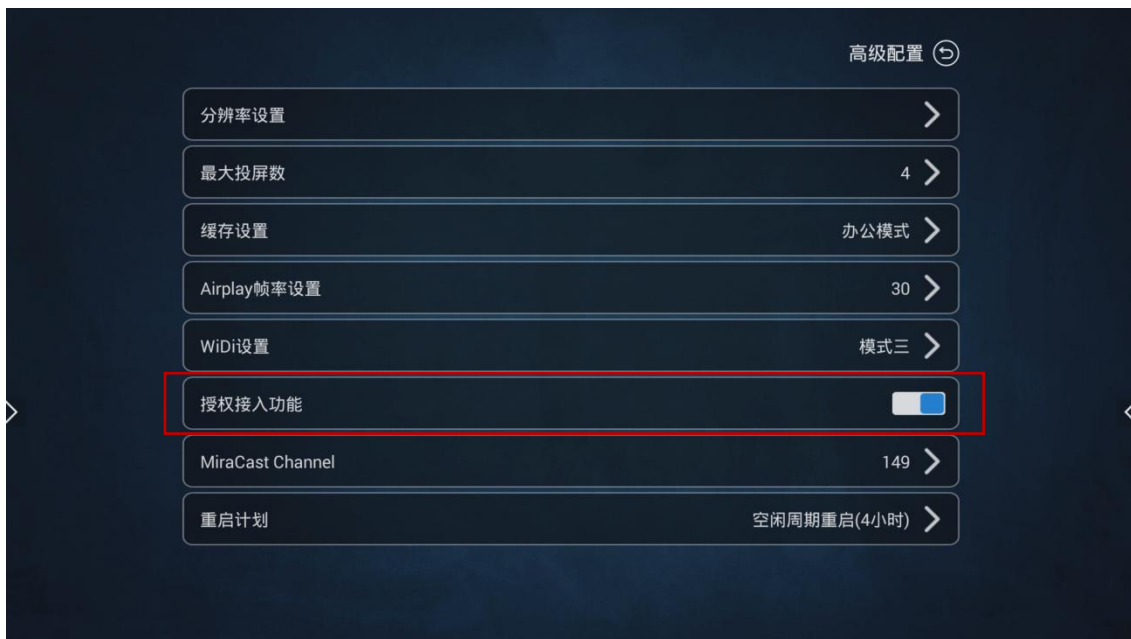 高级配置
分辨率设置
最大投屏数 4
缓存设置 办公模式
Airplay帧率设置 30
WiDi设置 模式三
授权接入功能
MiraCast Channel 149
重启计划 空闲周期重启(4小时)